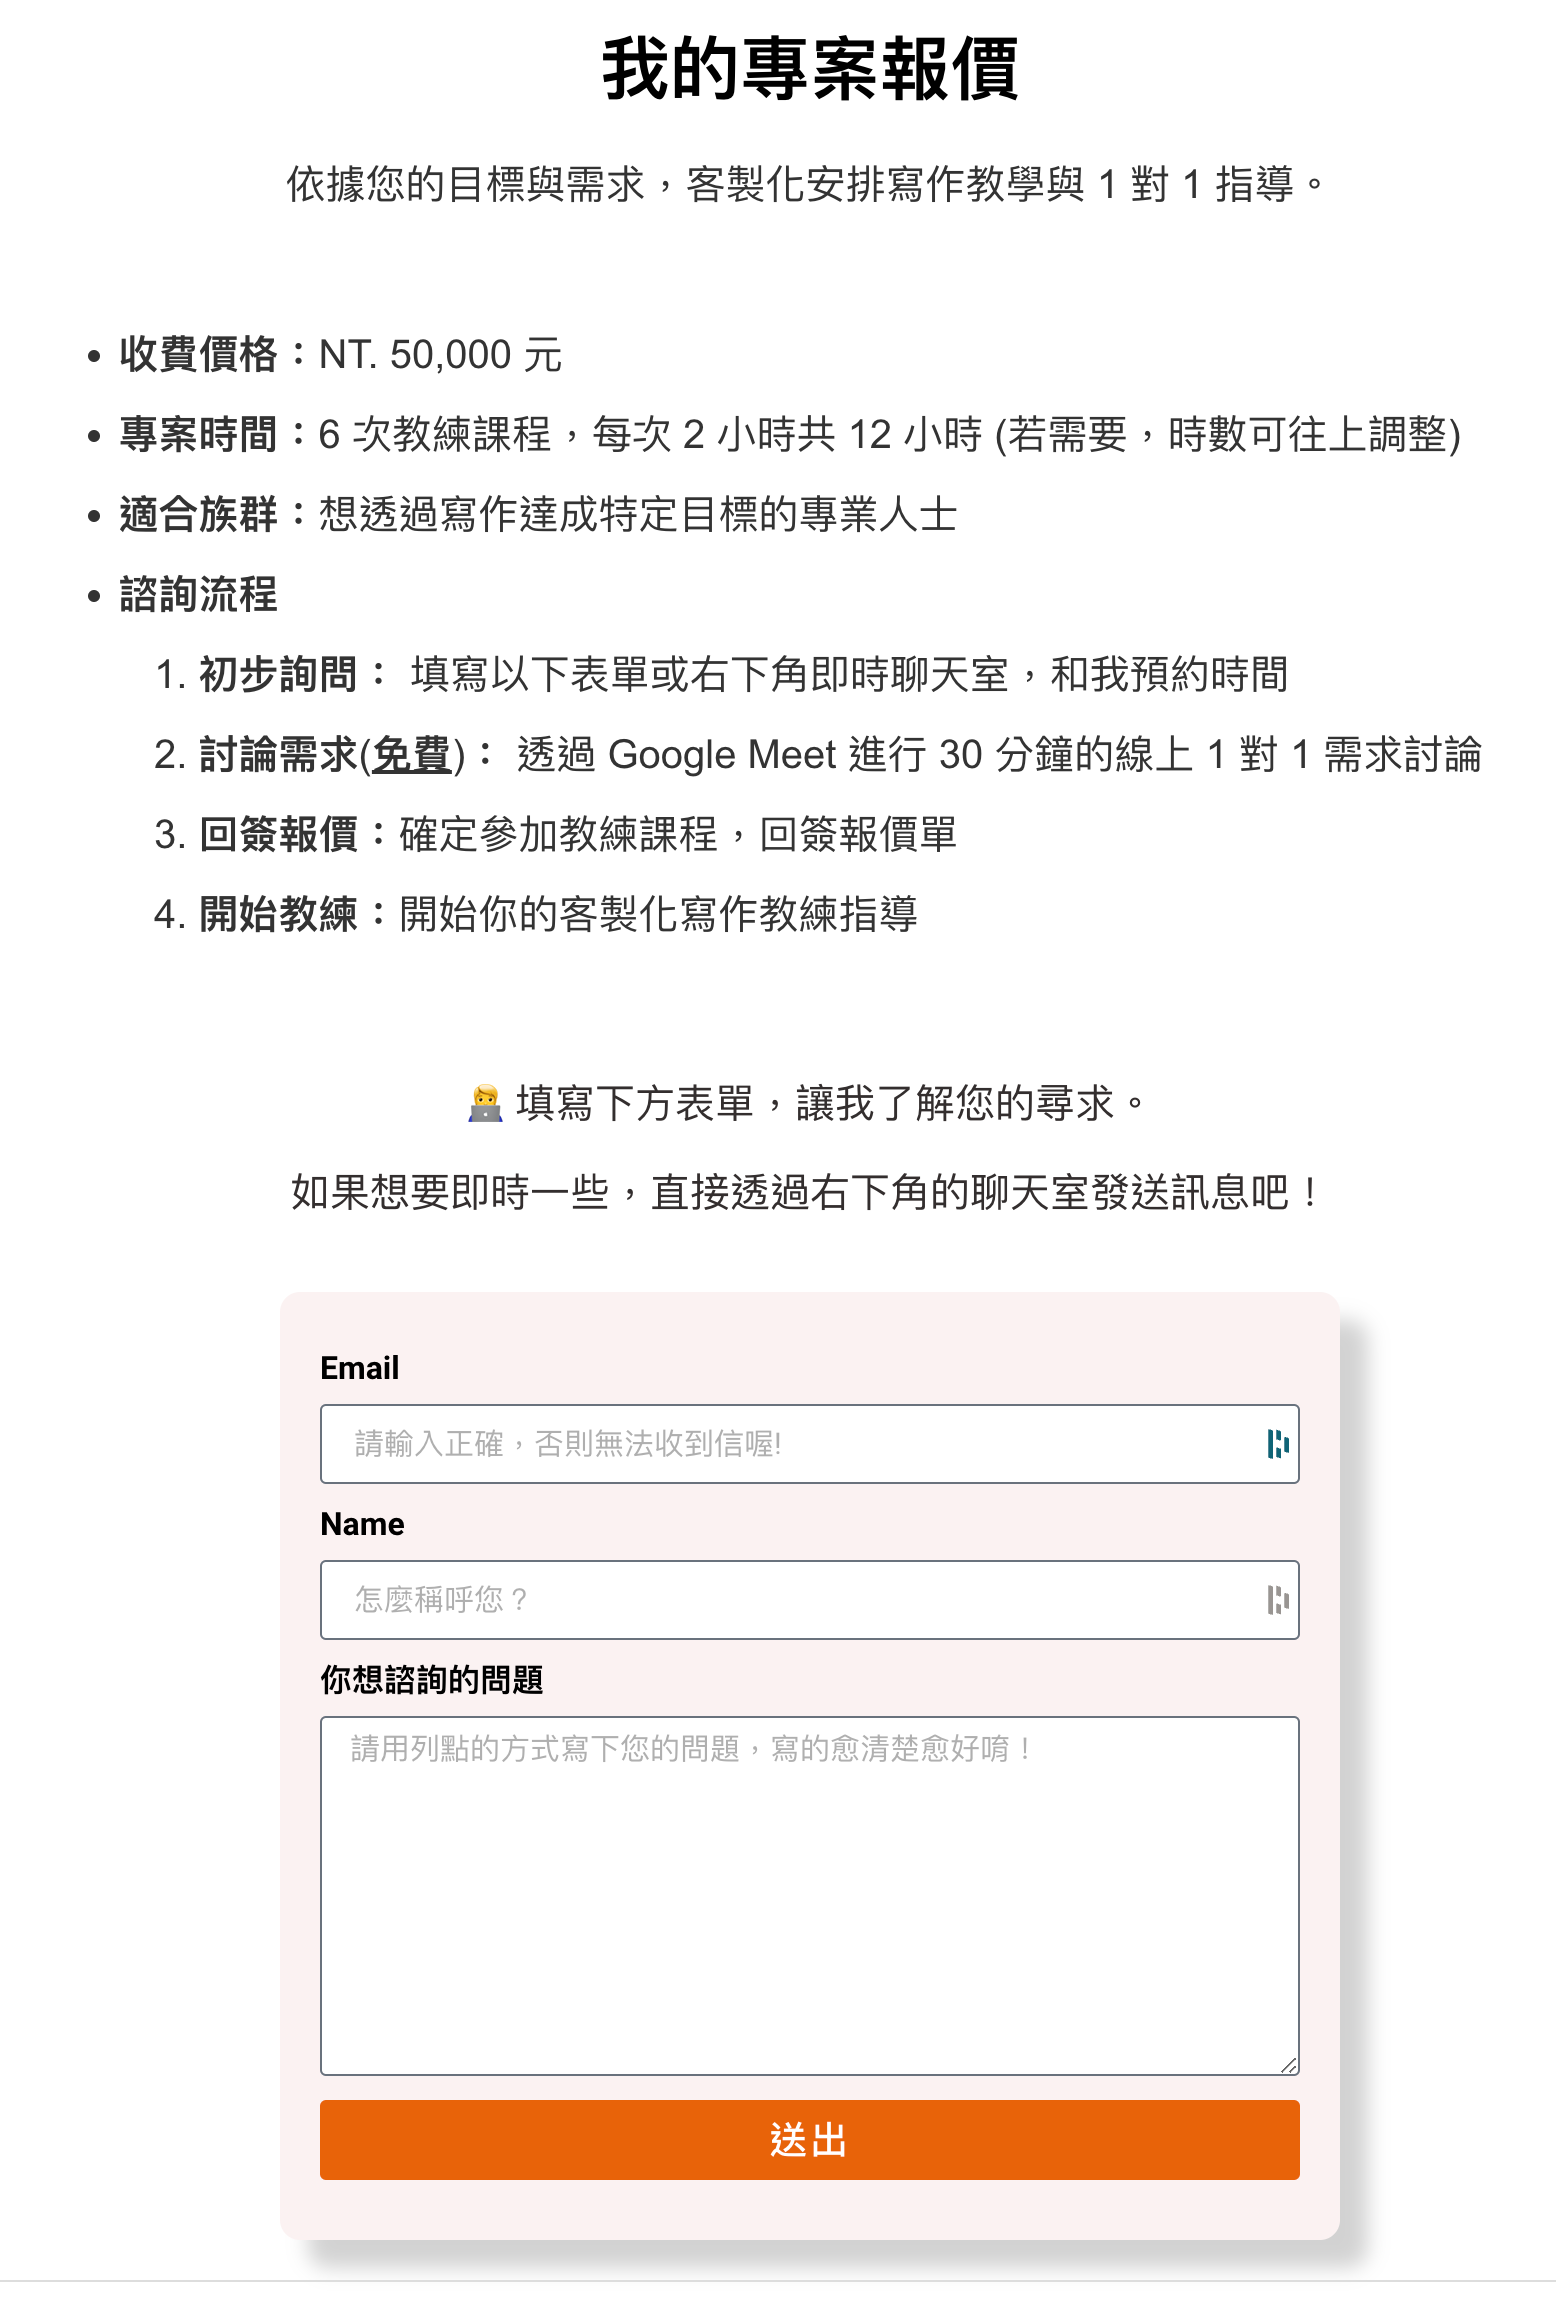 我的專案報價
依據您的目標與需求，客製化安排寫作教學與 1 對 1 指導。
• 收費價格：NT. 50,000 元
• 專案時間：6 次教練課程，每次 2 小時共 12 小時 (若需要，時數可往上調整)
• 適合族群：想透過寫作達成特定目標的專業人士
• 諮詢流程
1. 初步詢問： 填寫以下表單或右下角即時聊天室，和我預約時間
2. 討論需求(免費)： 透過 Google Meet 進行 30 分鐘的線上 1 對 1 需求討論
3. 回簽報價：確定參加教練課程，回簽報價單
4. 開始教練：開始你的客製化寫作教練指導
👨‍💻 填寫下方表單，讓我了解您的尋求。
如果想要即時一些，直接透過右下角的聊天室發送訊息吧！
Email
請輸入正確，否則無法收到信喔!
Name
怎麼稱呼您？
你想諮詢的問題
請用列點的方式寫下您的問題，寫的愈清楚愈好唷！
送出